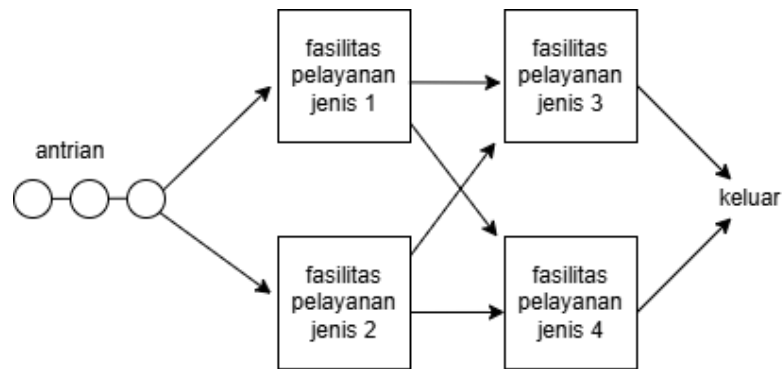 antrian
fasilitas
pelayanan
jenis 1
fasilitas
pelayanan
jenis 3
fasilitas
pelayanan
jenis 2
fasilitas
pelayanan
jenis 4
keluar